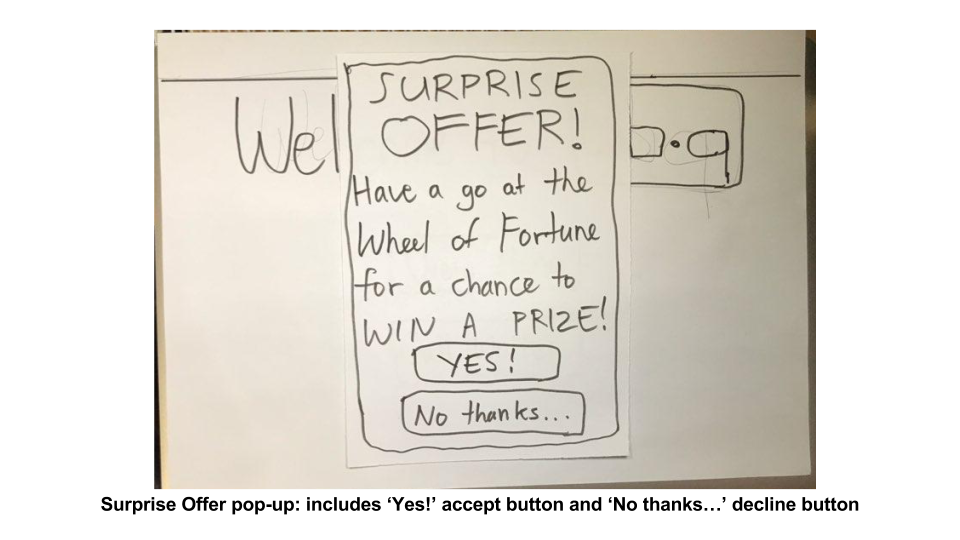 SURPRISE
OFFER!
Wel
Have a go at the
Wheel of Fortune
for a chance to
WIN A PRIZE!
YES!
No thanks...
Surprise Offer pop-up: includes ‘Yes!’ accept button and ‘No thanks…’ decline button